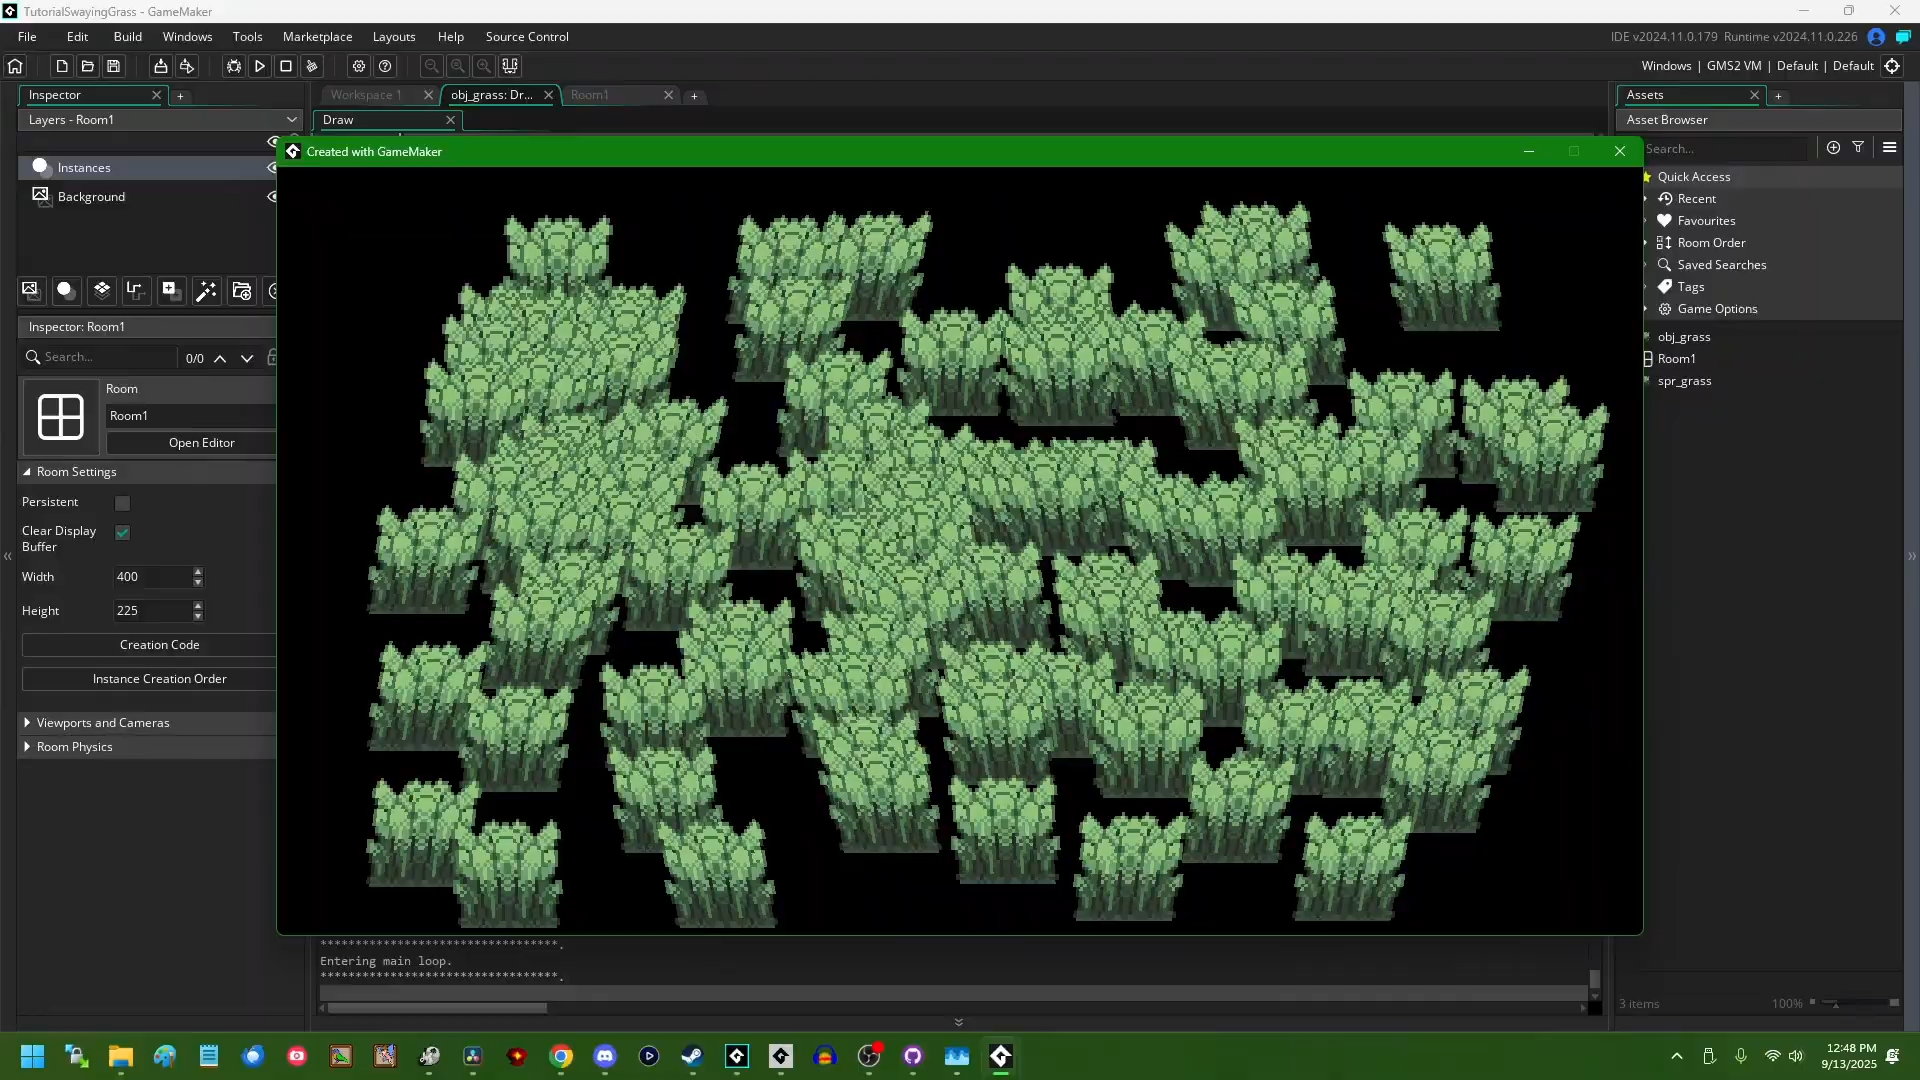 TutorialSwayingGrass - GameMaker
File Edit Build Windows Tools Marketplace Layouts Help Source Control
IDE v2024.11.0.179 Runtime v2024.11.0.226
Windows | GMS2 VM | Default | Default
Inspector
Workspace 1
obj_grass: Dr...
Room1
Assets
Layers - Room1
Draw
Asset Browser
Created with GameMaker
Search...
Instances
Background
Quick Access
Recent
Favourites
Room Order
Saved Searches
Tags
Game Options
obj_grass
Room1
spr_grass
Inspector: Room1
Search...
0/0
Room
Room1
Open Editor
Room Settings
Persistent
Clear Display
Buffer
Width 400
Height 225
Creation Code
Instance Creation Order
Viewports and Cameras
Room Physics
**********************************.
Entering main loop.
**********************************.
3 items
100%
12:48 PM
9/13/2025